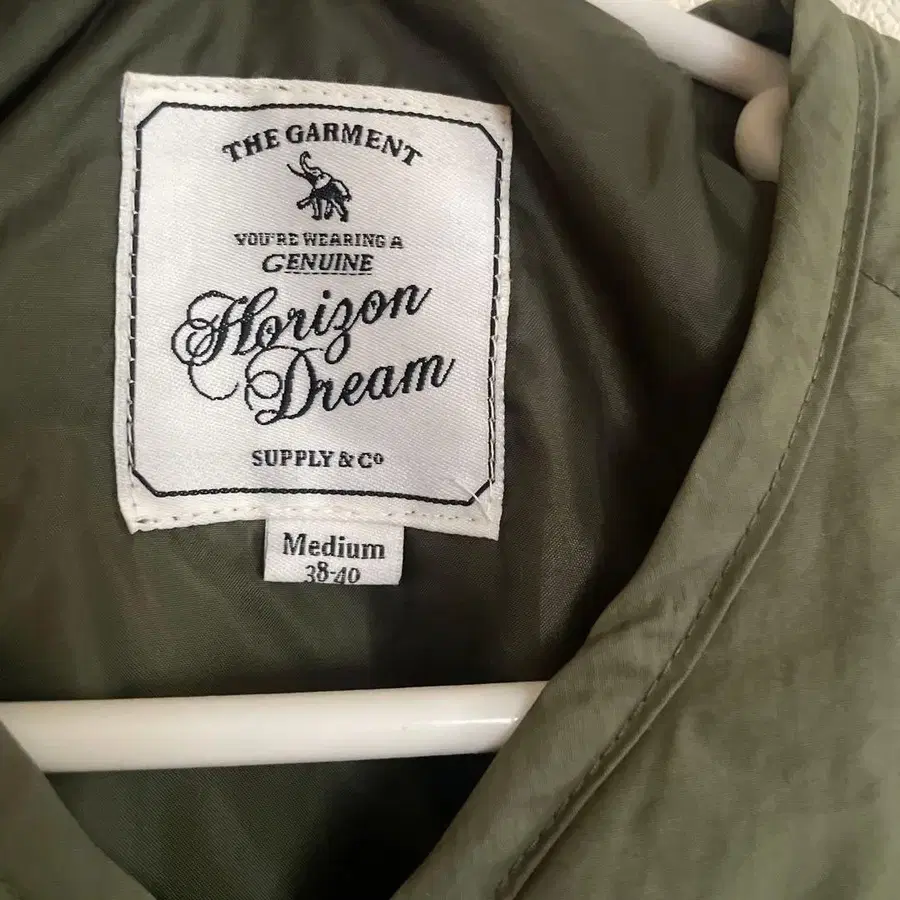 THE GARMENT
YOU'RE WEARING A
GENUINE
Horizon
Dream
SUPPLY & Co
Medium
38-40